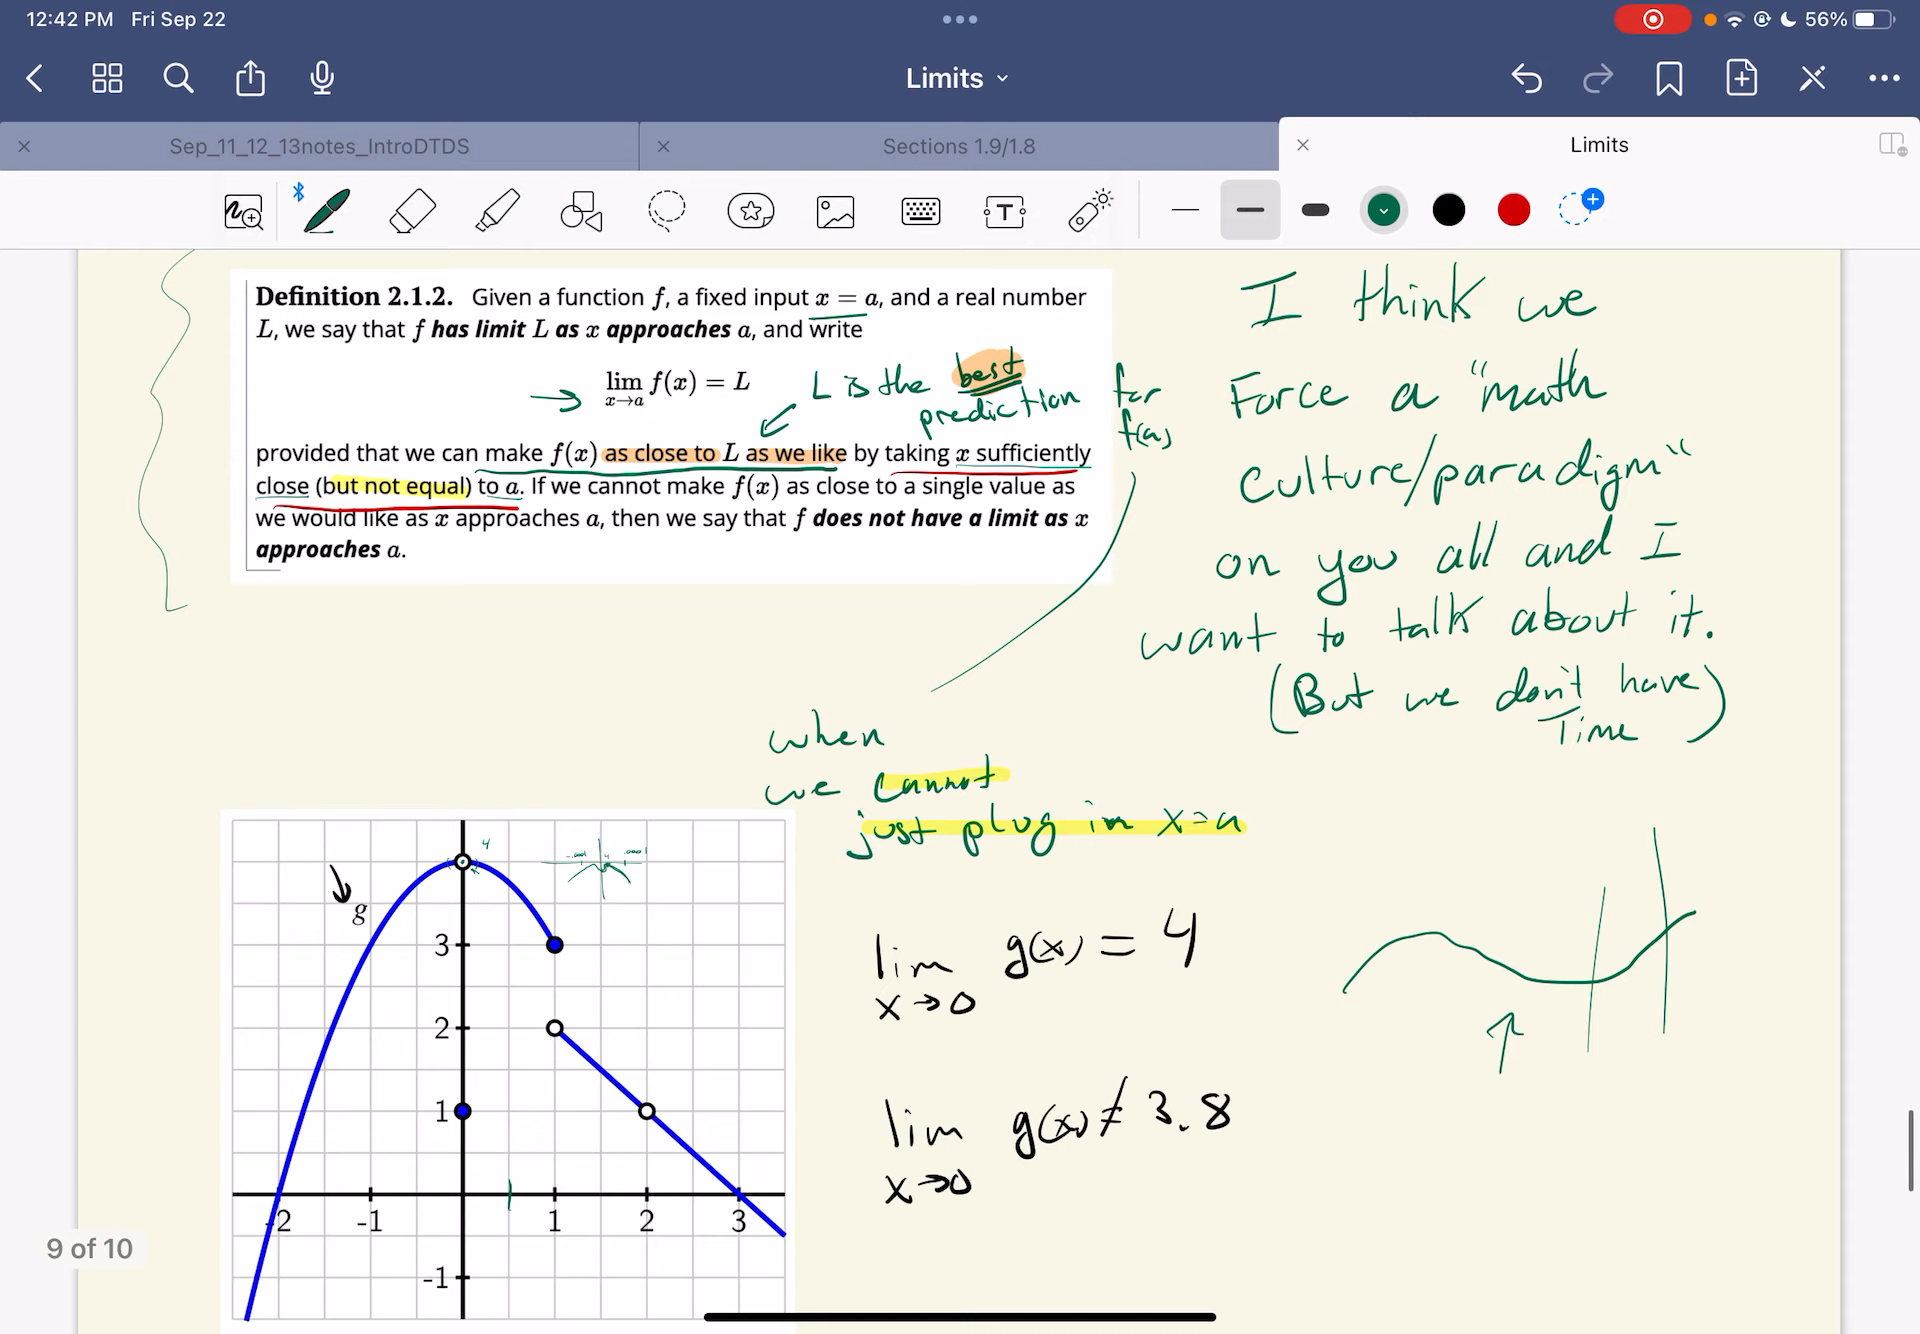 12:42 PM Fri Sep 22
56%
Limits
Sep_11_12_13notes_IntroDTDS
Sections 1.9/1.8
Limits
Definition 2.1.2. Given a function f, a fixed input x = a, and a real number
L, we say that f has limit L as x approaches a, and write
lim f(x) = L
x→a
L is the best
prediction for
f(a)
provided that we can make f(x) as close to L as we like by taking x sufficiently
close (but not equal) to a. If we cannot make f(x) as close to a single value as
we would like as x approaches a, then we say that f does not have a limit as x
approaches a.
I think we
Force a "math
Culture/paradigm"
on you all and I
want to talk about it.
(But we don't have
Time)
when
we cannot
just plug in x=a
4
g
3
2
1
-2 -1 1 2 3
-1
lim g(x) = 4
x→0
lim g(x) ≠ 3.8
x→0
9 of 10